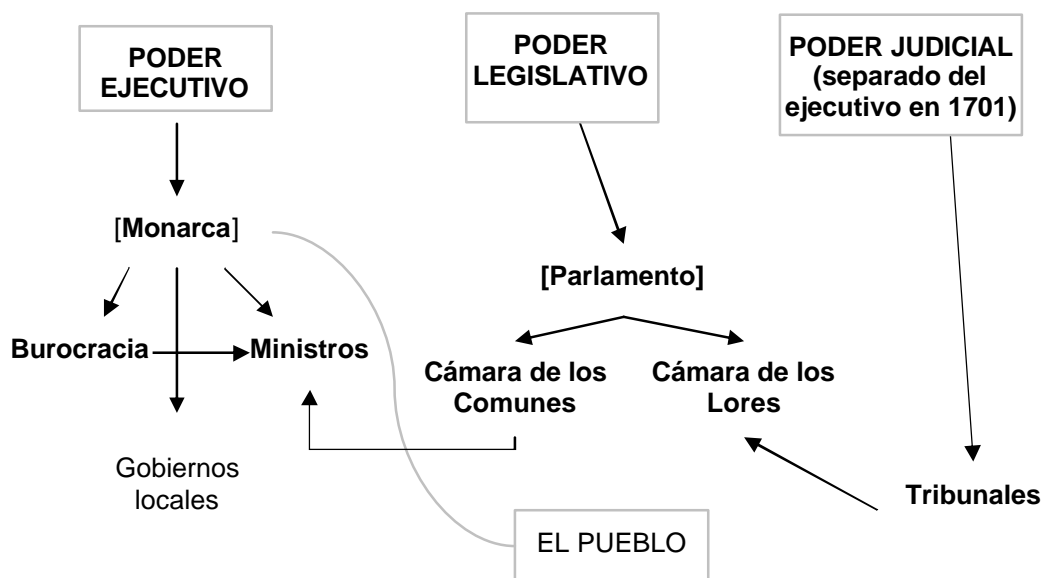 PODER
EJECUTIVO
PODER
LEGISLATIVO
PODER JUDICIAL
(separado del
ejecutivo en 1701)
[Monarca]
[Parlamento]
Burocracia
Ministros
Cámara de los
Comunes
Cámara de los
Lores
Gobiernos
locales
Tribunales
EL PUEBLO